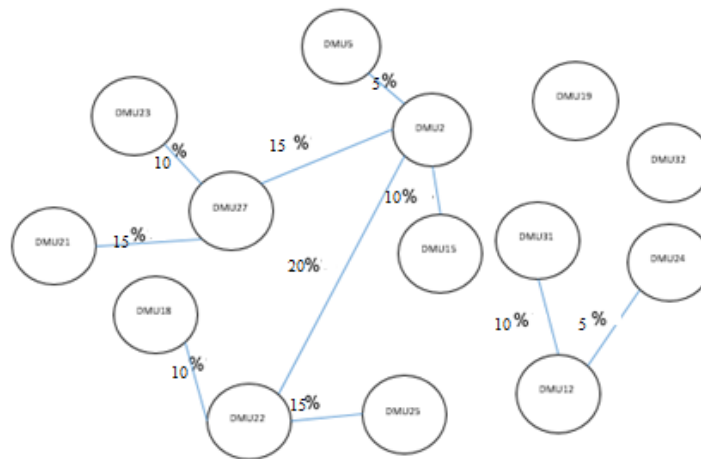 DMU5
5%
DMU23
DMU2
DMU19
15 %
10%
DMU32
10%
DMU27
DMU21
15%
DMU15
DMU31
DMU24
20%
DMU18
10%
5 %
10%
DMU12
15%
DMU22
DMU25